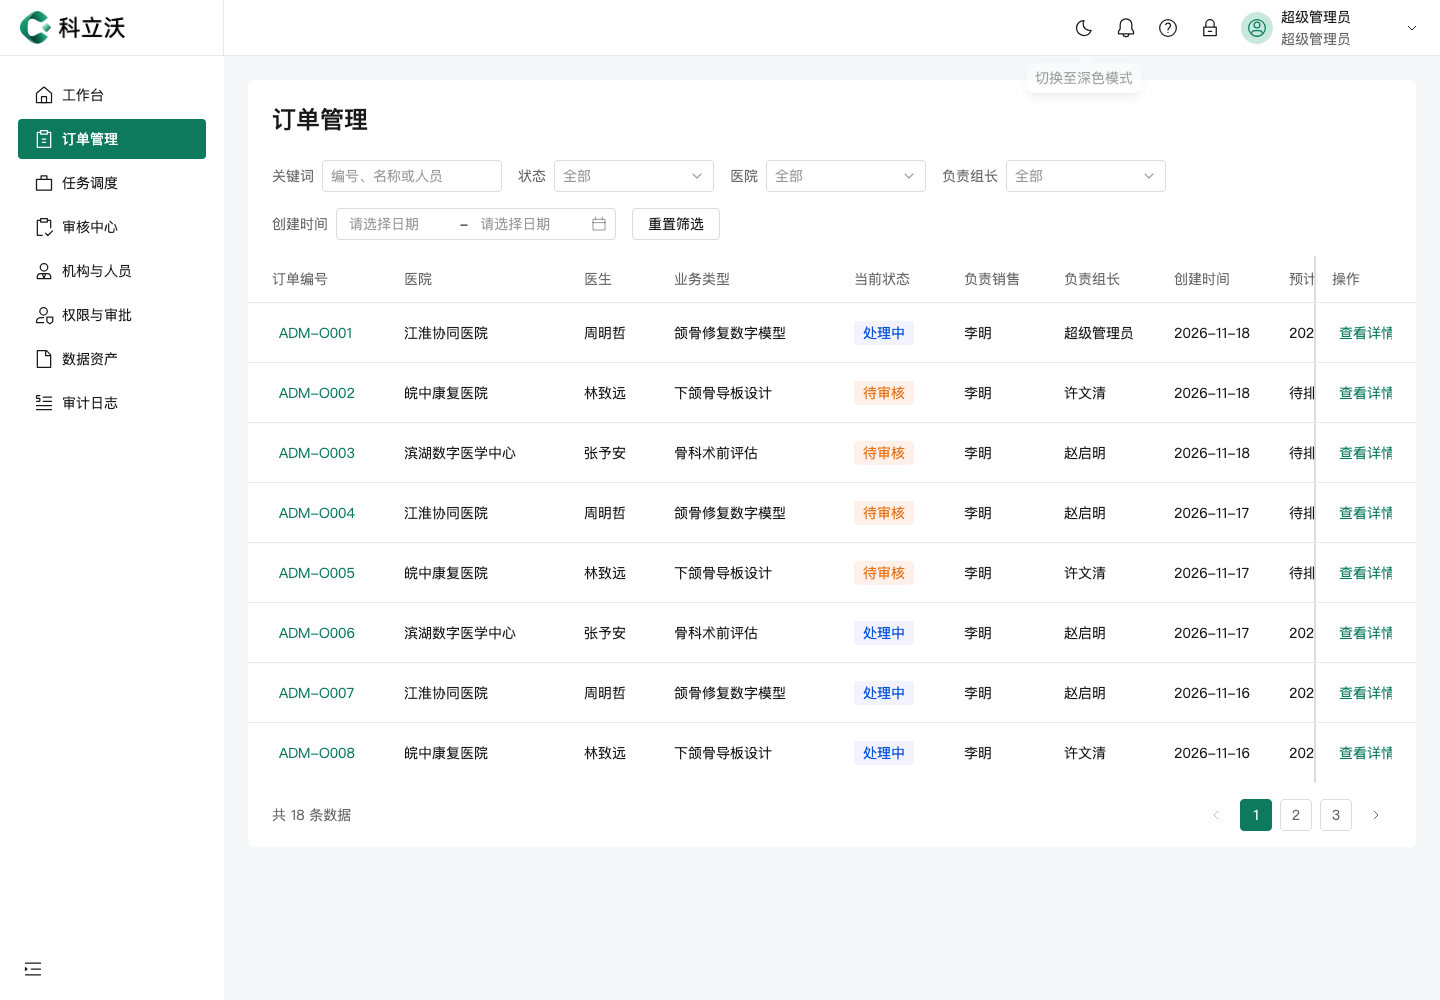 科立沃
超级管理员
超级管理员
切换至深色模式
工作台
订单管理
任务调度
审核中心
机构与人员
权限与审批
数据资产
审计日志
订单管理
关键词 编号、名称或人员 状态 全部 医院 全部 负责组长 全部
创建时间 请选择日期 – 请选择日期 重置筛选
订单编号 医院 医生 业务类型 当前状态 负责销售 负责组长 创建时间 预计 操作
ADM-O001 江淮协同医院 周明哲 颌骨修复数字模型 处理中 李明 超级管理员 2026-11-18 202 查看详情
ADM-O002 皖中康复医院 林致远 下颌骨导板设计 待审核 李明 许文清 2026-11-18 待排 查看详情
ADM-O003 滨湖数字医学中心 张予安 骨科术前评估 待审核 李明 赵启明 2026-11-18 待排 查看详情
ADM-O004 江淮协同医院 周明哲 颌骨修复数字模型 待审核 李明 赵启明 2026-11-17 待排 查看详情
ADM-O005 皖中康复医院 林致远 下颌骨导板设计 待审核 李明 许文清 2026-11-17 待排 查看详情
ADM-O006 滨湖数字医学中心 张予安 骨科术前评估 处理中 李明 赵启明 2026-11-17 202 查看详情
ADM-O007 江淮协同医院 周明哲 颌骨修复数字模型 处理中 李明 赵启明 2026-11-16 202 查看详情
ADM-O008 皖中康复医院 林致远 下颌骨导板设计 处理中 李明 许文清 2026-11-16 202 查看详情
共 18 条数据 1 2 3